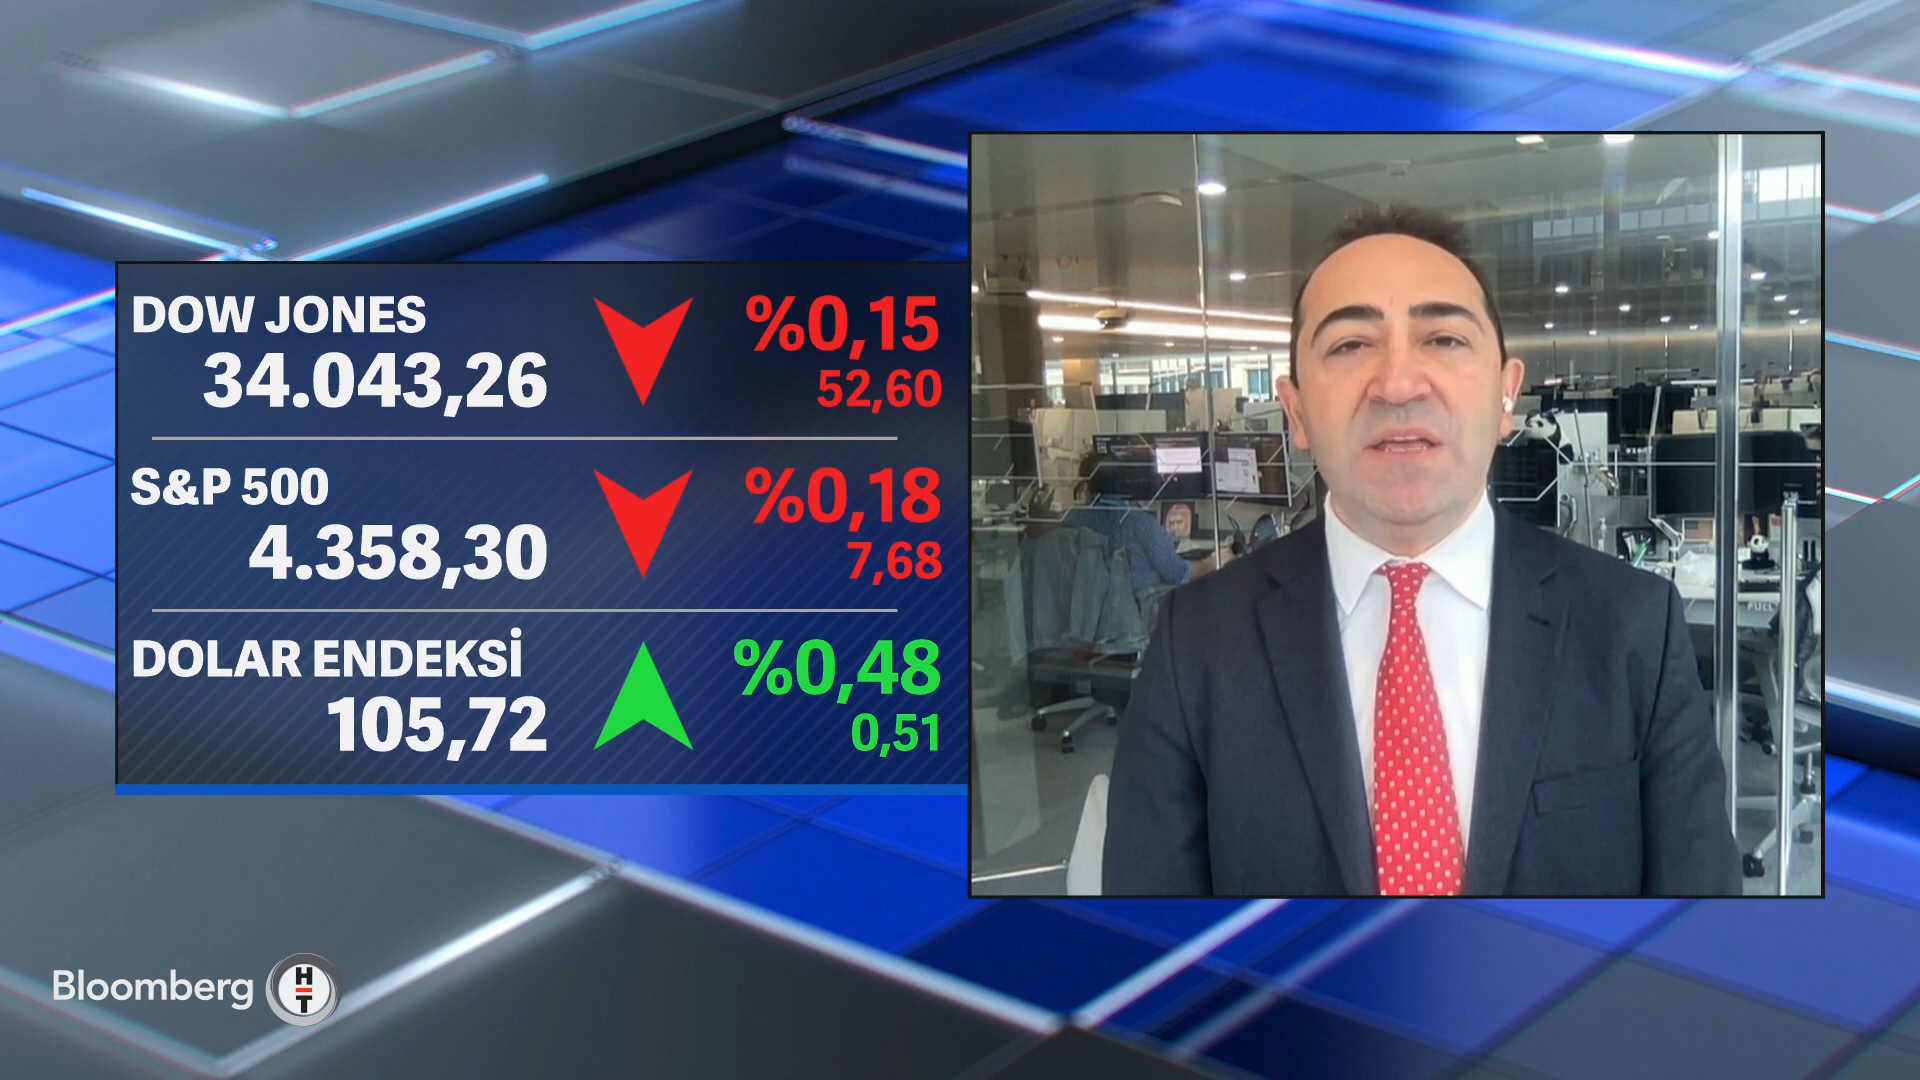 DOW JONES
34.043,26
%0,15
52,60
S&P 500
4.358,30
%0,18
7,68
DOLAR ENDEKSİ
105,72
%0,48
0,51
Bloomberg HT